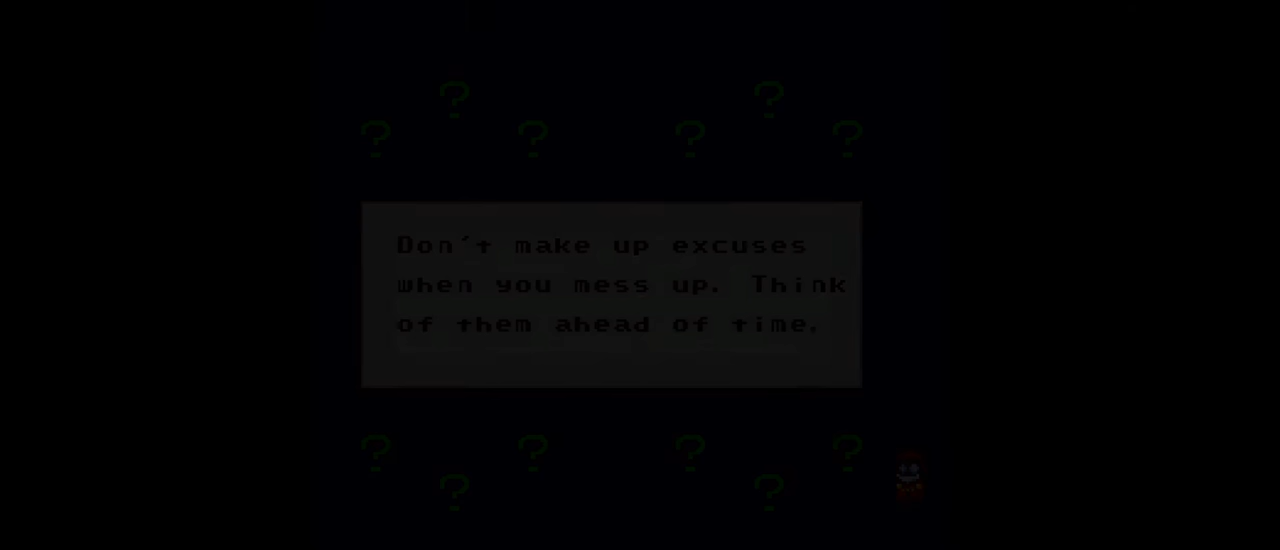 ? ?
? ? ? ?
Don't make up excuses
when you mess up. Think
of them ahead of time.
? ? ? ?
? ?